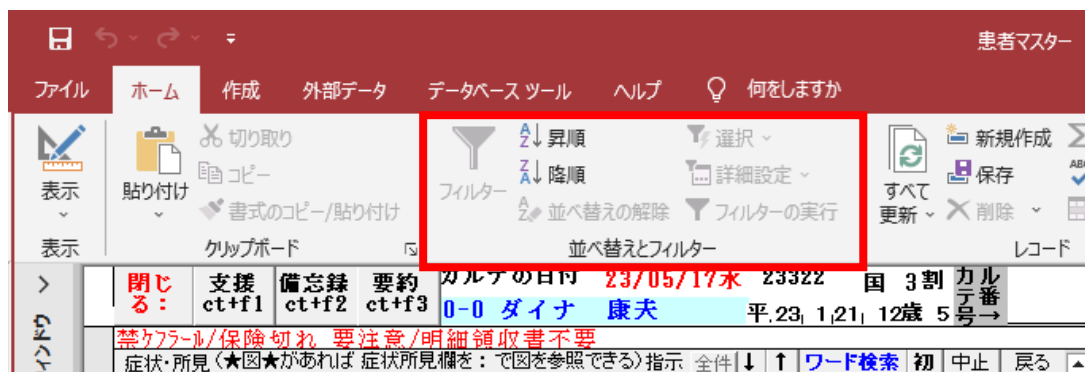 患者マスター
ファイル ホーム 作成 外部データ データベース ツール ヘルプ 何をしますか
表示
表示
貼り付け
切り取り
コピー
書式のコピー/貼り付け
クリップボード
フィルター
昇順
降順
並べ替えの解除
選択
詳細設定
フィルターの実行
並べ替えとフィルター
すべて
更新
新規作成
保存
削除
レコード
閉じ
る：
支援
ct+f1
備忘録
ct+f2
要約
ct+f3
カルテの日付 23/05/17水 23322 国 3割
0-0 ダイナ 康夫 平.23, 1,21, 12歳 5
カル
テ番
号→
禁ケフラール/保険切れ 要注意/明細領収書不要
症状・所見(★図★があれば 症状所見欄を：で図を参照できる)指示 全件 ↓ ↑ ワード検索 初 中止 戻る